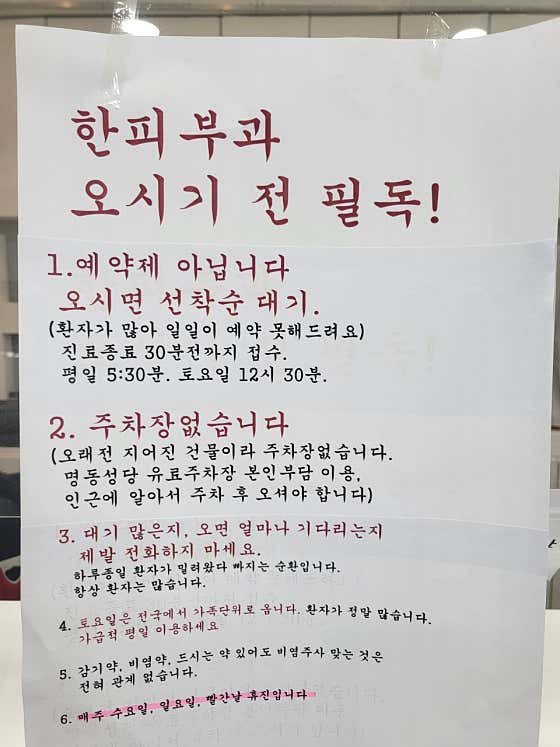 한피부과
오시기 전 필독!
1.예약제 아닙니다
오시면 선착순 대기.
(환자가 많아 일일이 예약 못해드려요)
진료종료 30분전까지 접수.
평일 5:30분. 토요일 12시 30분.
2. 주차장없습니다
(오래전 지어진 건물이라 주차장없습니다.
명동성당 유료주차장 본인부담 이용,
인근에 알아서 주차 후 오셔야 합니다)
3. 대기 많은지, 오면 얼마나 기다리는지
제발 전화하지 마세요.
하루종일 환자가 밀려왔다 빠지는 순환입니다.
항상 환자는 많습니다.
4. 토요일은 전국에서 가족단위로 옵니다. 환자가 정말 많습니다.
가급적 평일 이용하세요
5. 감기약, 비염약, 드시는 약 있어도 비염주사 맞는 것은
전혀 관계 없습니다.
6. 매주 수요일, 일요일, 빨간날 휴진입니다